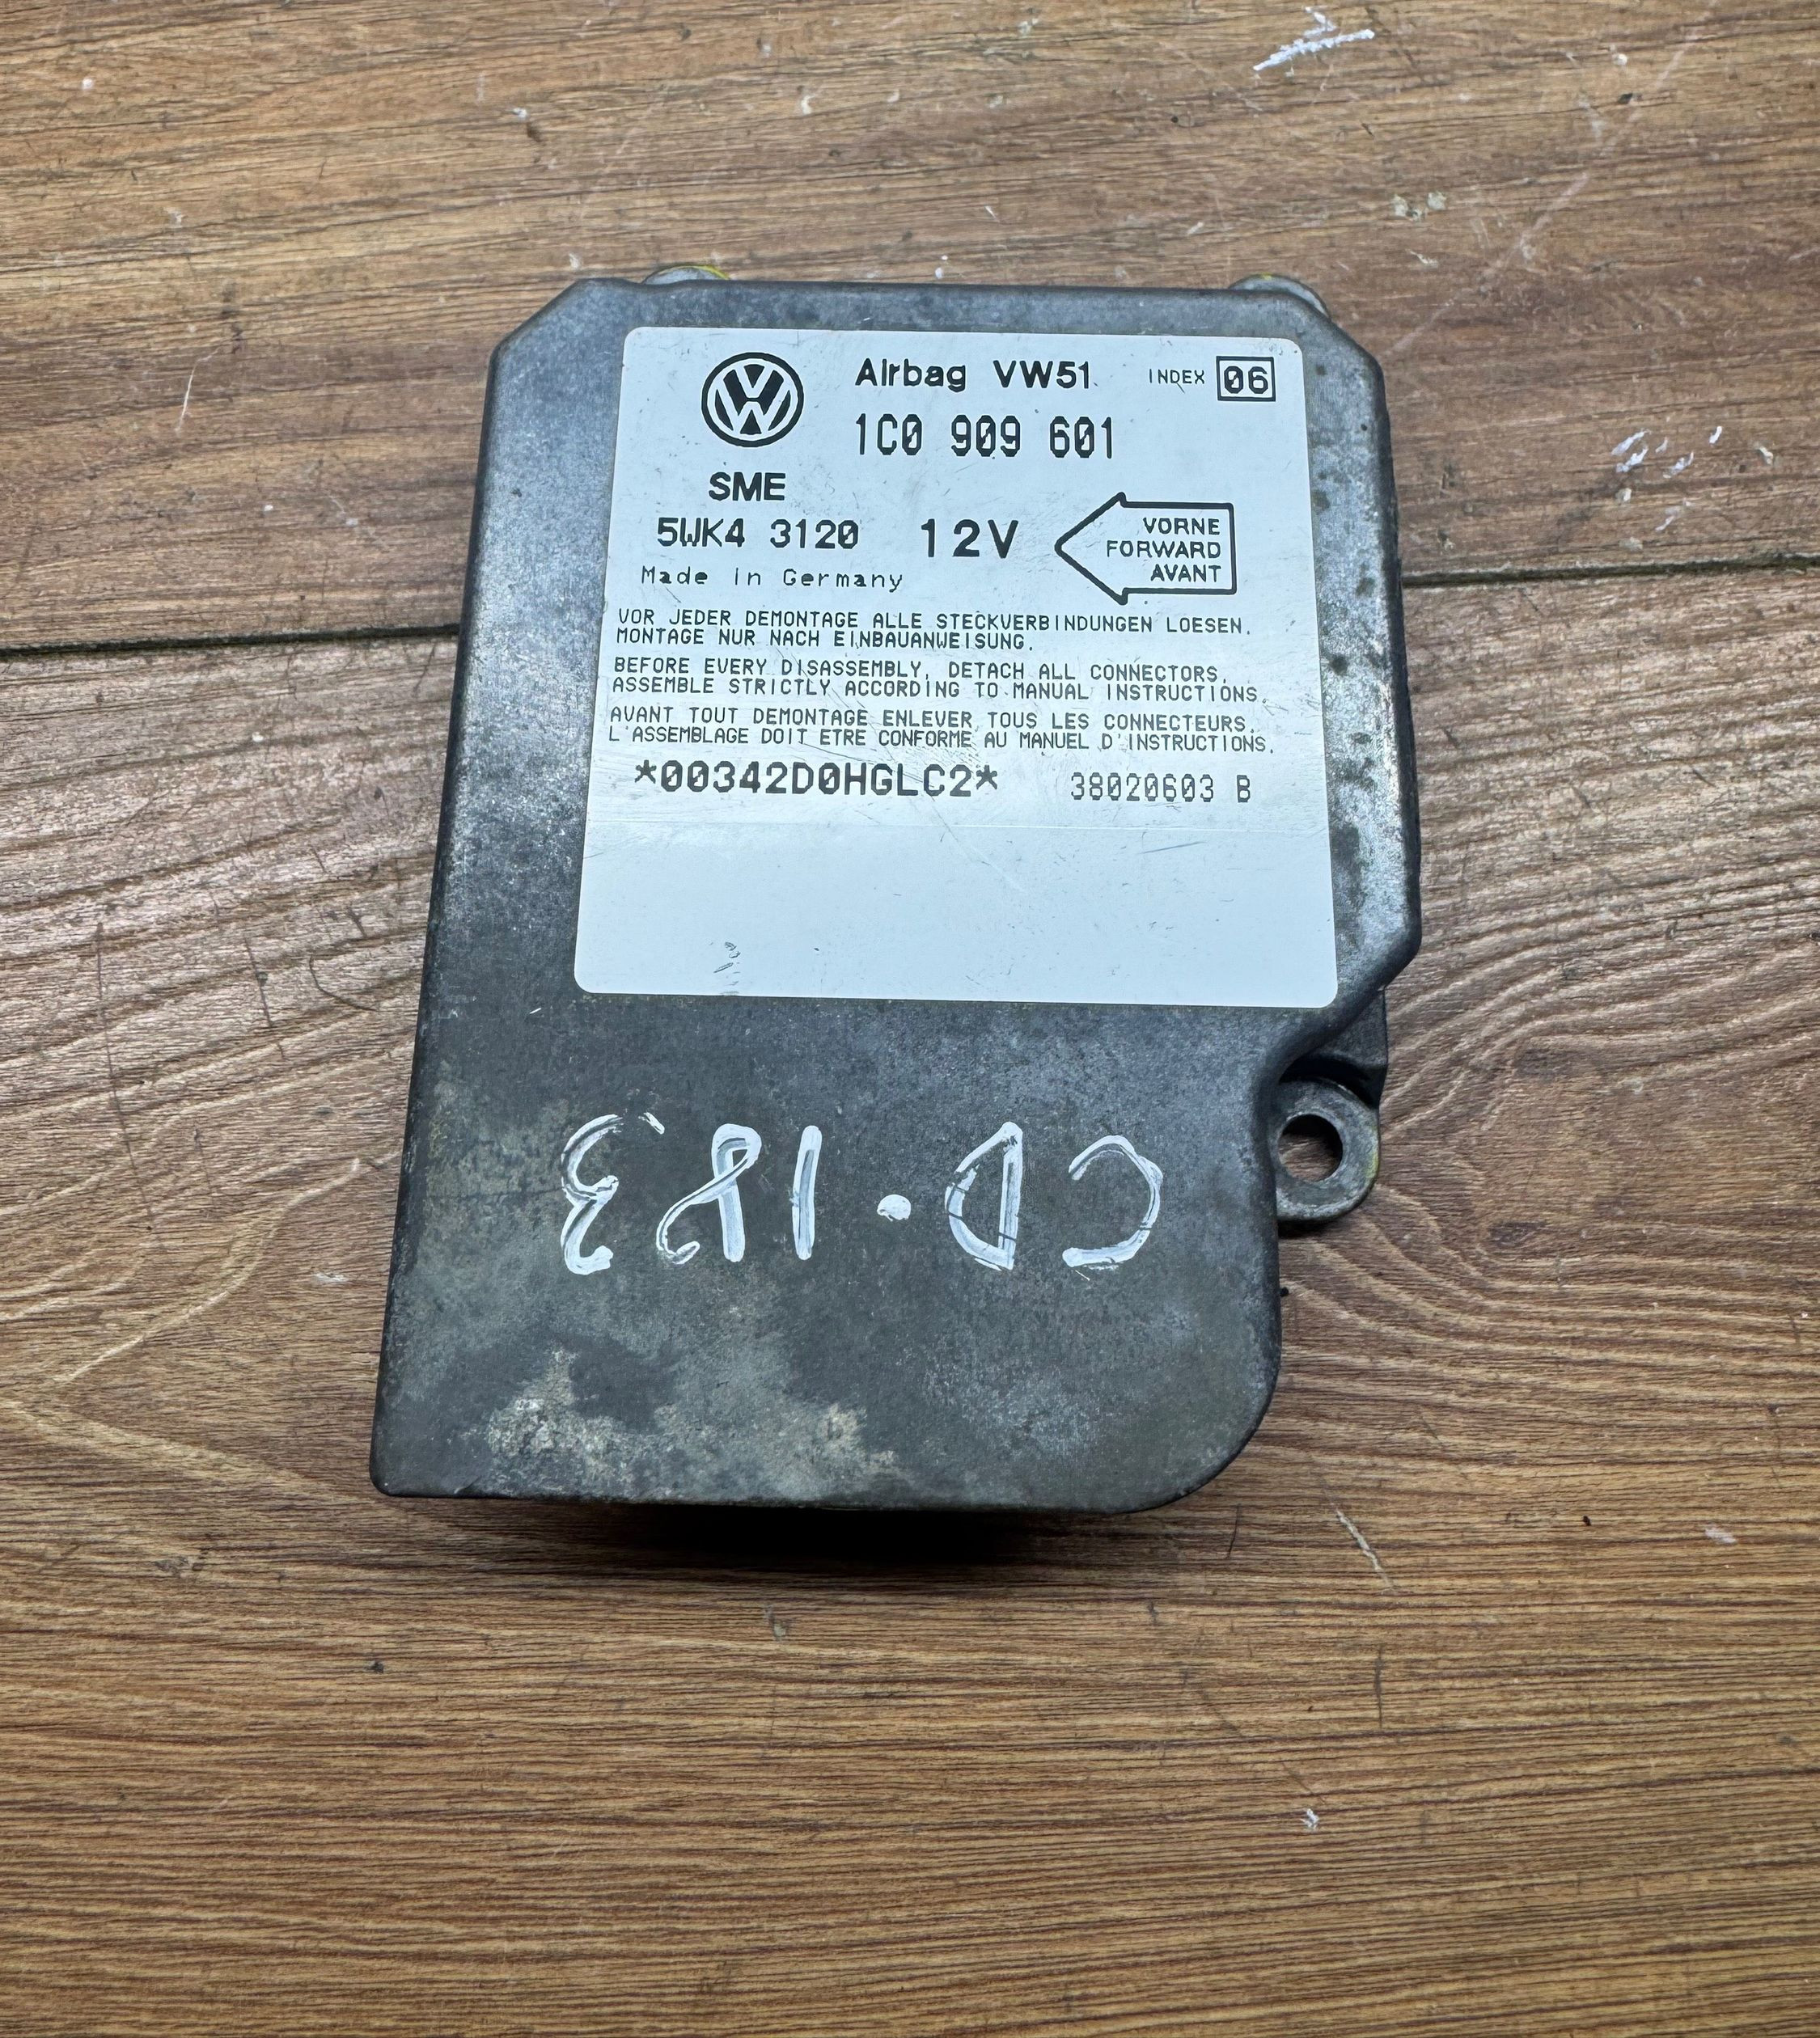 Airbag VW51 INDEX 06
1C0 909 601
SME
5WK4 3120 12V
VORNE
FORWARD
AVANT
Made in Germany
VOR JEDER DEMONTAGE ALLE STECKVERBINDUNGEN LOESEN.
MONTAGE NUR NACH EINBAUANWEISUNG.
BEFORE EVERY DISASSEMBLY, DETACH ALL CONNECTORS.
ASSEMBLE STRICTLY ACCORDING TO MANUAL INSTRUCTIONS.
AVANT TOUT DEMONTAGE ENLEVER TOUS LES CONNECTEURS.
L'ASSEMBLAGE DOIT ETRE CONFORME AU MANUEL D'INSTRUCTIONS.
*00342D0HGLC2* 38020603 B
CD·183